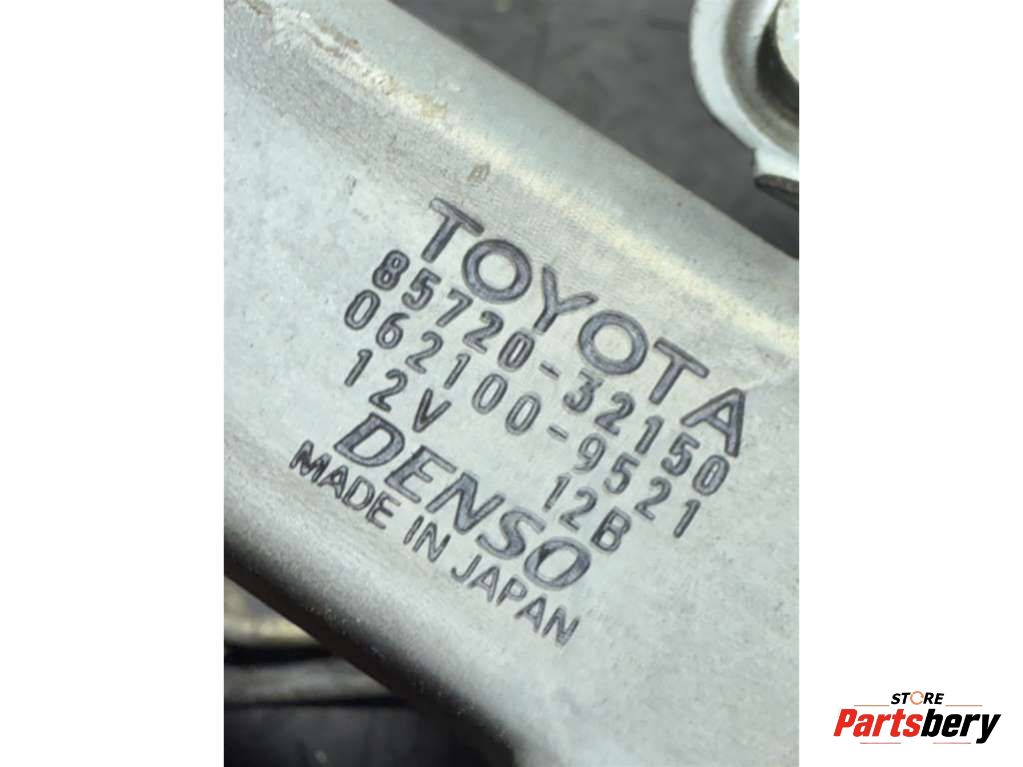 TOYOTA
85720-32150
062100-9521
12V 12B
DENSO
MADE IN JAPAN
STORE
Partsbery